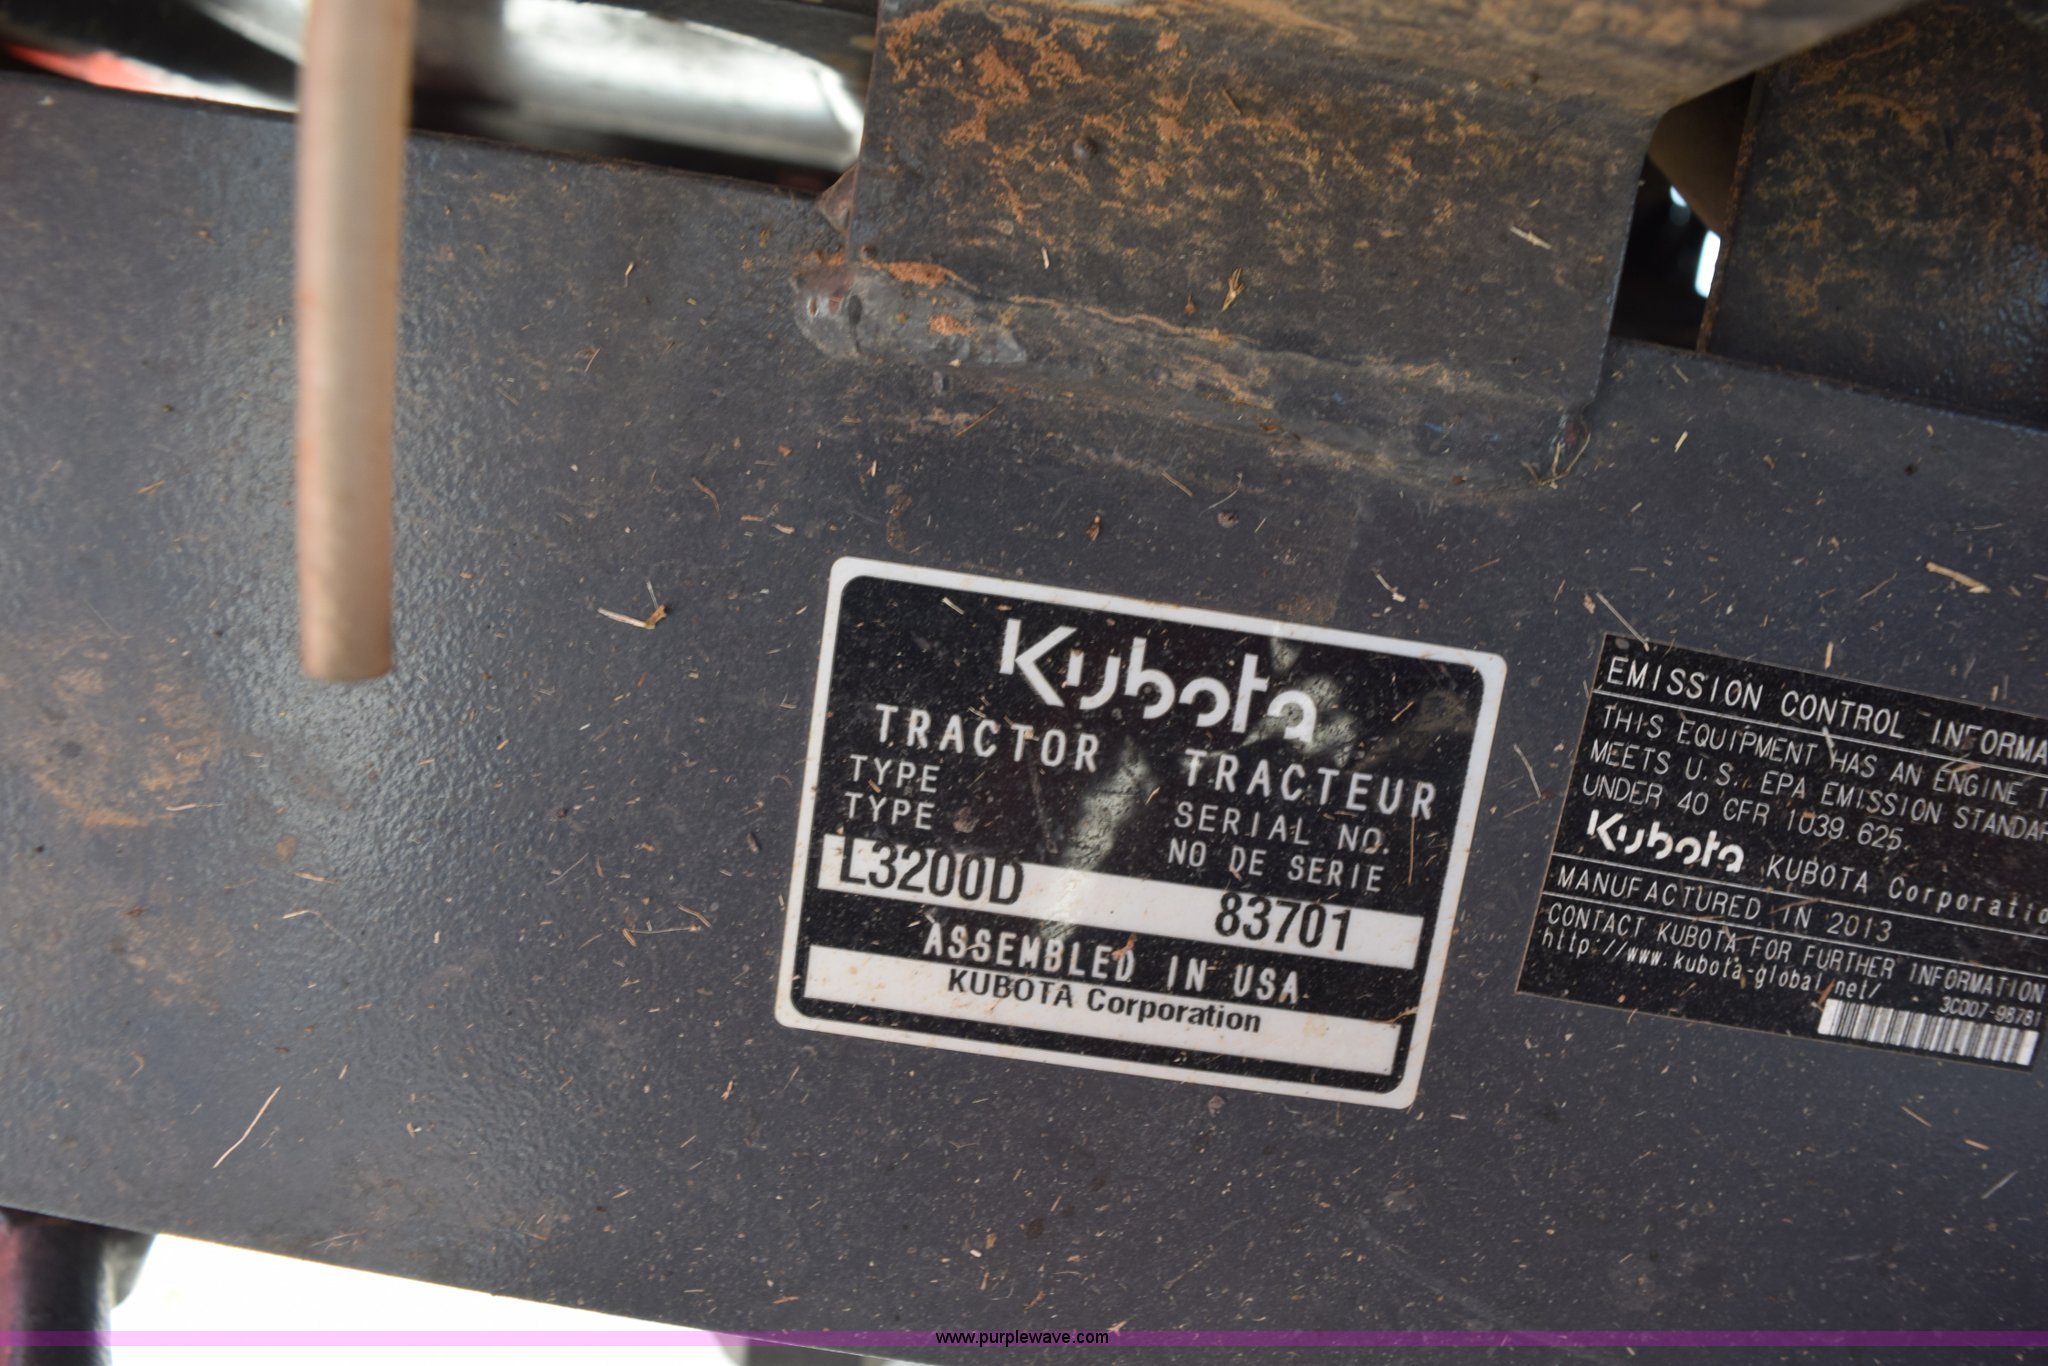 Kubota
TRACTOR TRACTEUR
TYPE SERIAL NO.
TYPE NO DE SERIE
L3200D 83701
ASSEMBLED IN USA
KUBOTA Corporation
EMISSION CONTROL INFORMA
THIS EQUIPMENT HAS AN ENGINE T
MEETS U.S. EPA EMISSION STANDAR
UNDER 40 CFR 1039.625.
Kubota KUBOTA Corporatio
MANUFACTURED IN 2013
CONTACT KUBOTA FOR FURTHER INFORMATION
http://www.kubota-global.net/
3C007-98781
www.purplewave.com